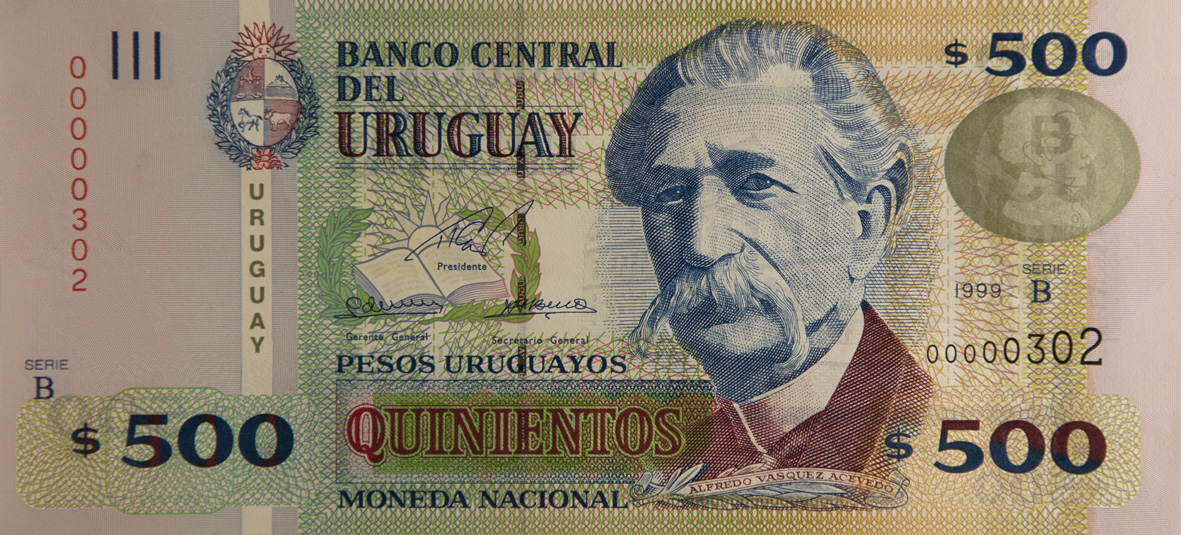 BANCO CENTRAL
DEL
URUGUAY
$ 500
00000302
URUGUAY
Presidente
Gerente General
Secretario General
1999
SERIE
B
00000302
PESOS URUGUAYOS
SERIE
B
$ 500
QUINIENTOS
$ 500
ALFREDO VASQUEZ ACEVEDO
MONEDA NACIONAL